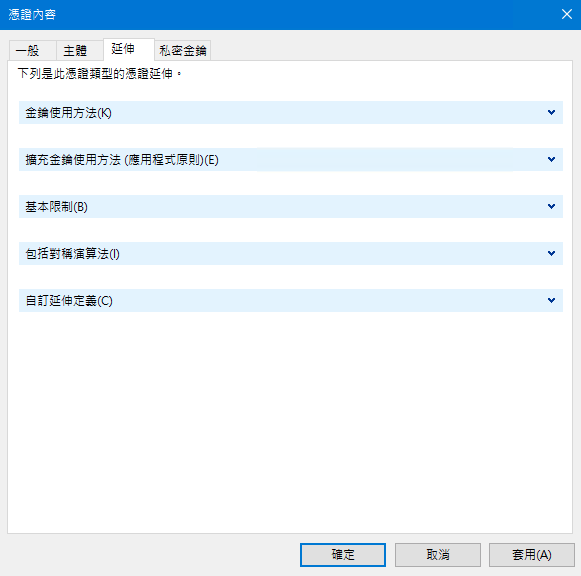 憑證內容
一般
主體
延伸
私密金鑰
下列是此憑證類型的憑證延伸。
金鑰使用方法(K)
擴充金鑰使用方法 (應用程式原則)(E)
基本限制(B)
包括對稱演算法(I)
自訂延伸定義(C)
確定
取消
套用(A)